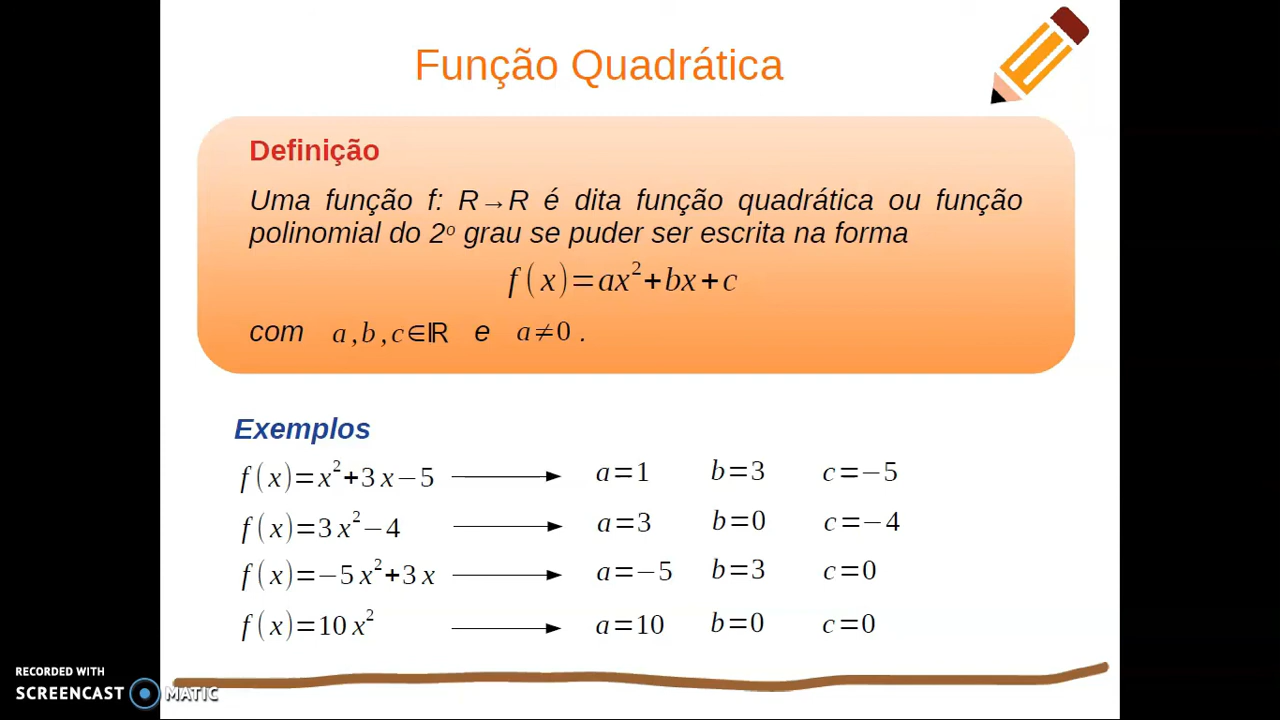 Função Quadrática
Definição
Uma função f: R→R é dita função quadrática ou função
polinomial do 2º grau se puder ser escrita na forma
f(x)=ax²+bx+c
com a,b,c∈ℝ e a≠0.
Exemplos
f(x)=x²+3x−5 → a=1 b=3 c=−5
f(x)=3x²−4 → a=3 b=0 c=−4
f(x)=−5x²+3x → a=−5 b=3 c=0
f(x)=10x² → a=10 b=0 c=0
RECORDED WITH
SCREENCAST MATIC